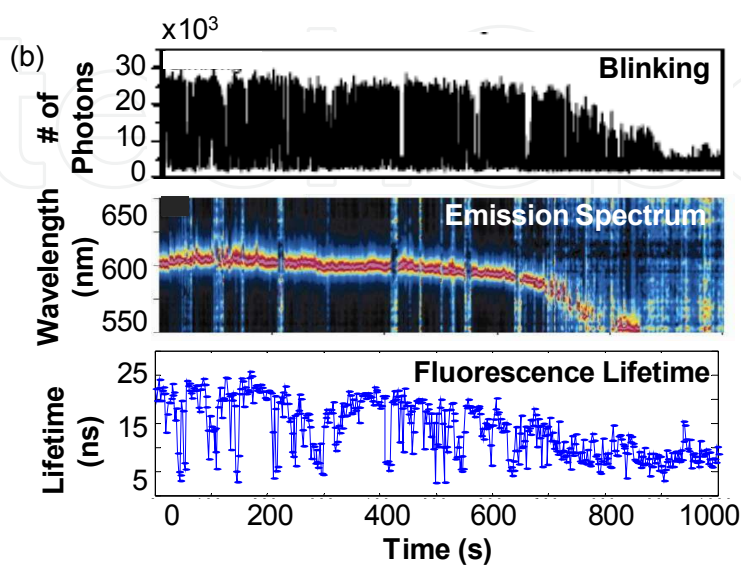 (b)
x10³
30
20
10
0
# of
Photons
Blinking
650
600
550
Wavelength
(nm)
Emission Spectrum
25
15
5
Lifetime
(ns)
Fluorescence Lifetime
0 200 400 600 800 1000
Time (s)